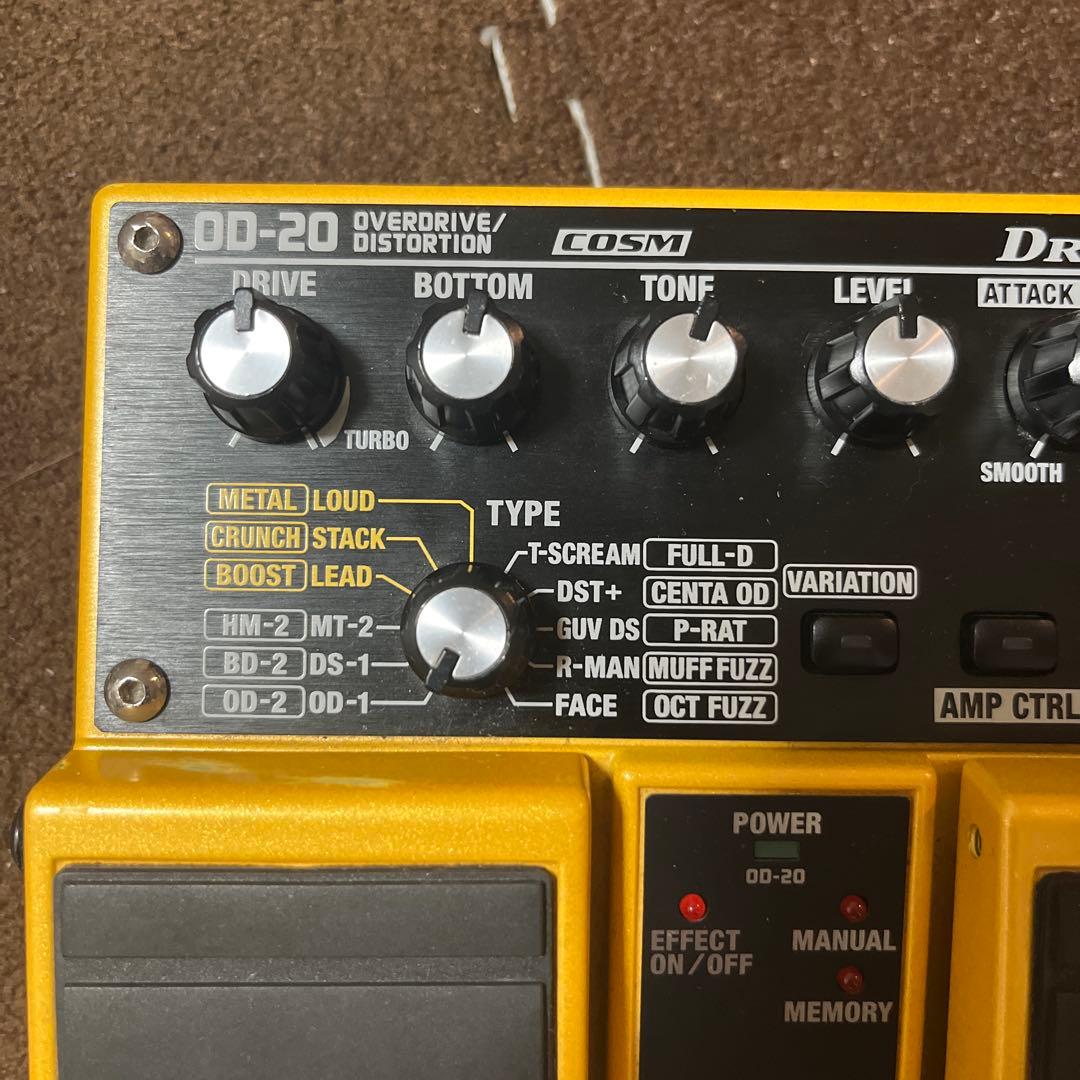 OD-20 OVERDRIVE/
DISTORTION
COSM
DR
DRIVE BOTTOM TONE LEVEL ATTACK
TURBO
SMOOTH
TYPE
METAL LOUD
CRUNCH STACK
BOOST LEAD
HM-2 MT-2
BD-2 DS-1
OD-2 OD-1
T-SCREAM FULL-D
DST+ CENTA OD
GUV DS P-RAT
R-MAN MUFF FUZZ
FACE OCT FUZZ
VARIATION
AMP CTRL
POWER
OD-20
EFFECT
ON/OFF
MANUAL
MEMORY